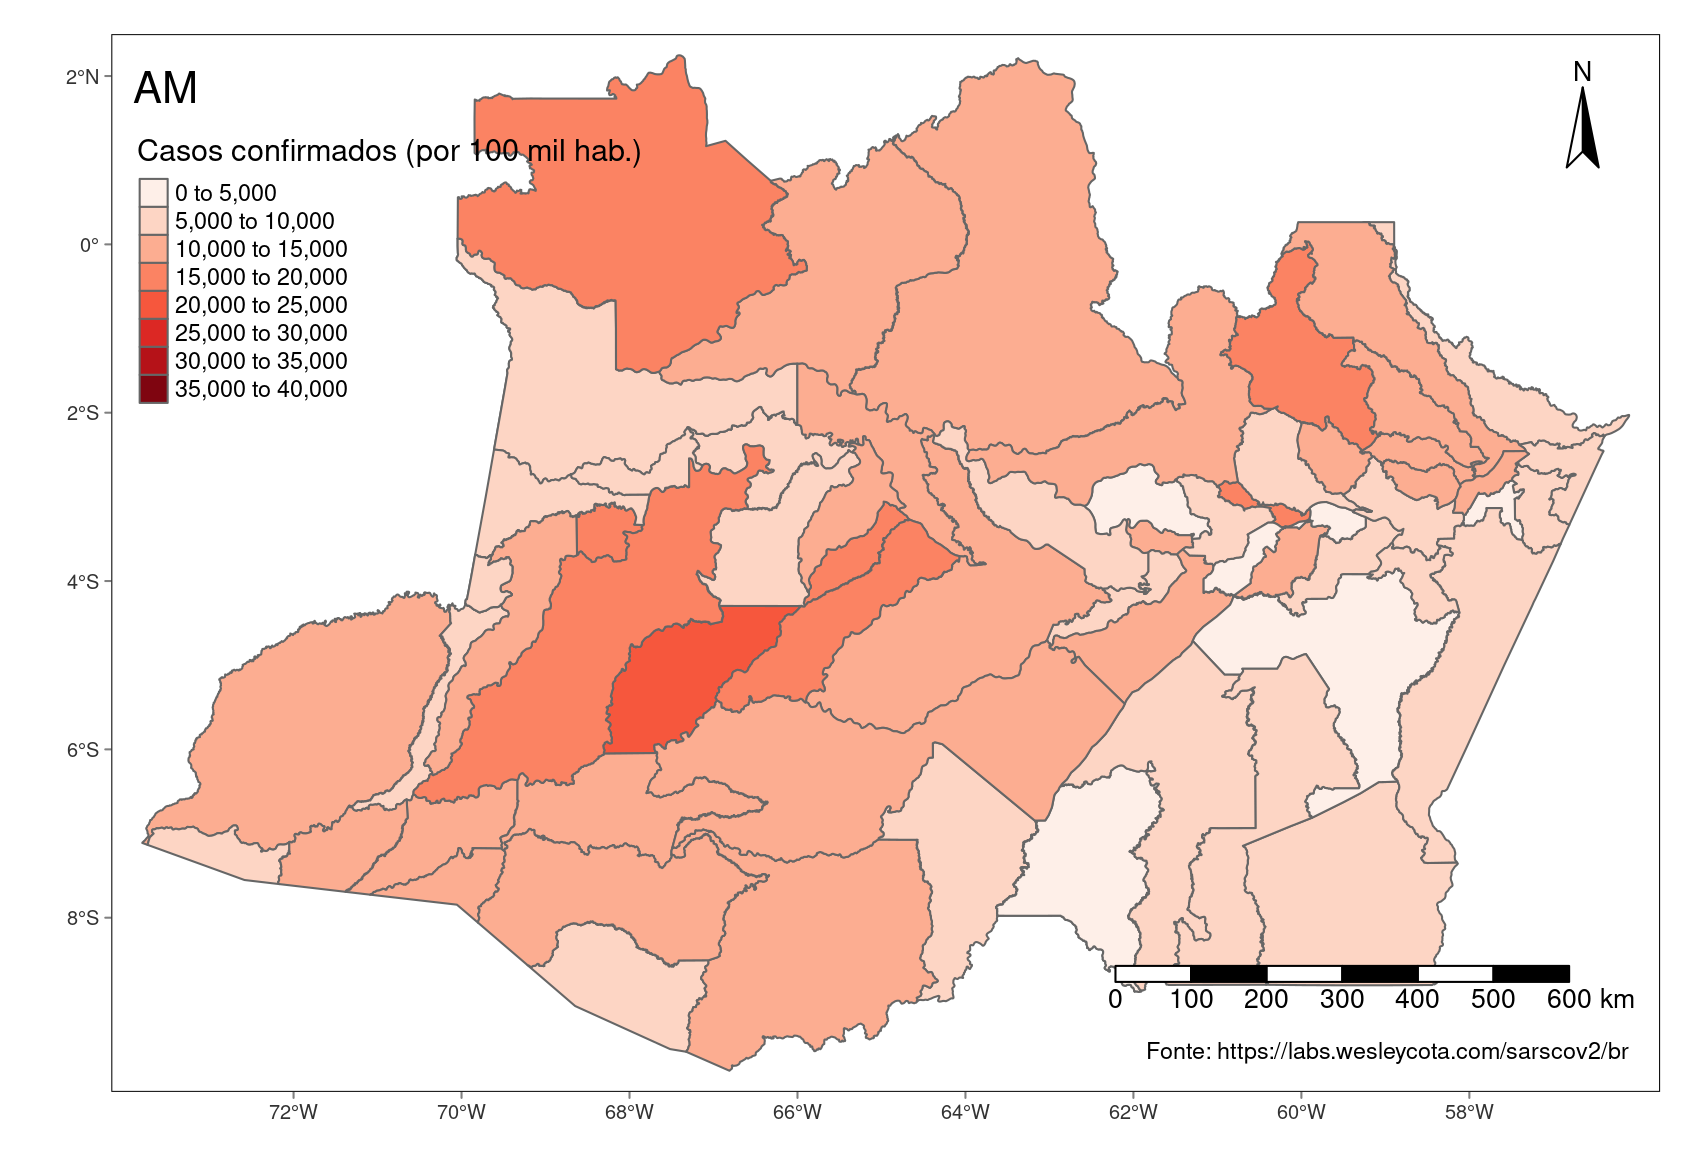 AM
N
Casos confirmados (por 100 mil hab.)
0 to 5,000
5,000 to 10,000
10,000 to 15,000
15,000 to 20,000
20,000 to 25,000
25,000 to 30,000
30,000 to 35,000
35,000 to 40,000
2°N
0°
2°S
4°S
6°S
8°S
0 100 200 300 400 500 600 km
Fonte: https://labs.wesleycota.com/sarscov2/br
72°W 70°W 68°W 66°W 64°W 62°W 60°W 58°W